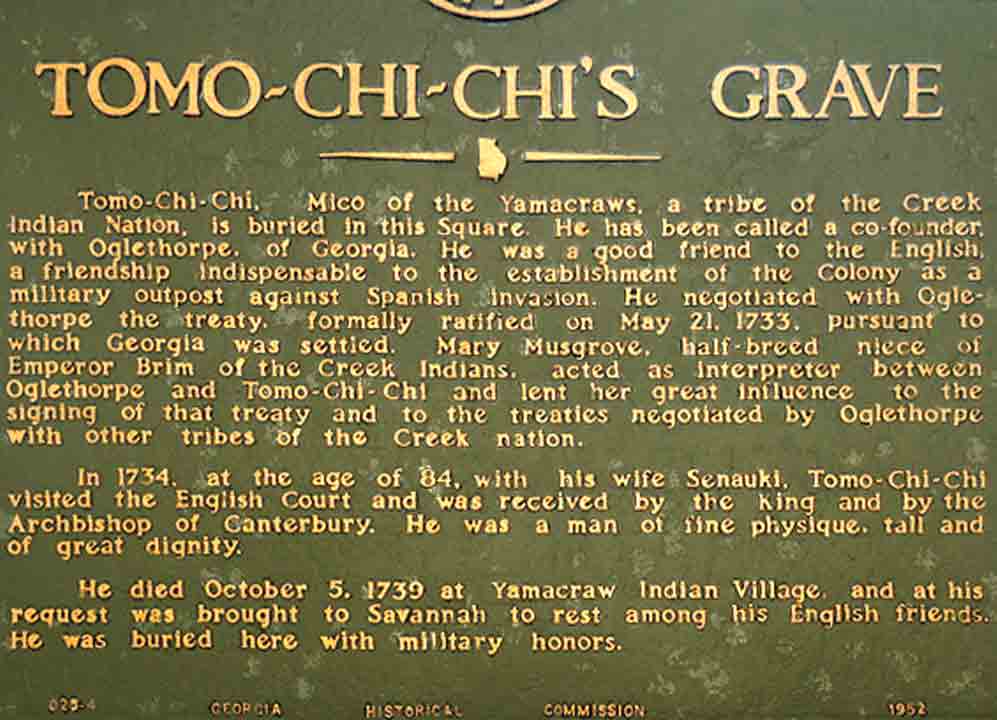 TOMO-CHI-CHI'S GRAVE
Tomo-Chi-Chi, Mico of the Yamacraws, a tribe of the Creek
Indian Nation, is buried in this Square. He has been called a co-founder,
with Oglethorpe, of Georgia. He was a good friend to the English,
a friendship indispensable to the establishment of the Colony as a
military outpost against Spanish invasion. He negotiated with Ogle-
thorpe the treaty, formally ratified on May 21, 1733, pursuant to
which Georgia was settled. Mary Musgrove, half-breed niece of
Emperor Brim of the Creek Indians, acted as interpreter between
Oglethorpe and Tomo-Chi-Chi and lent her great influence to the
signing of that treaty and to the treaties negotiated by Oglethorpe
with other tribes of the Creek nation.
In 1734, at the age of 84, with his wife Senauki, Tomo-Chi-Chi
visited the English Court and was received by the King and by the
Archbishop of Canterbury. He was a man of fine physique, tall and
of great dignity.
He died October 5, 1739 at Yamacraw Indian Village, and at his
request was brought to Savannah to rest among his English friends.
He was buried here with military honors.
025-4 GEORGIA HISTORICAL COMMISSION 1952